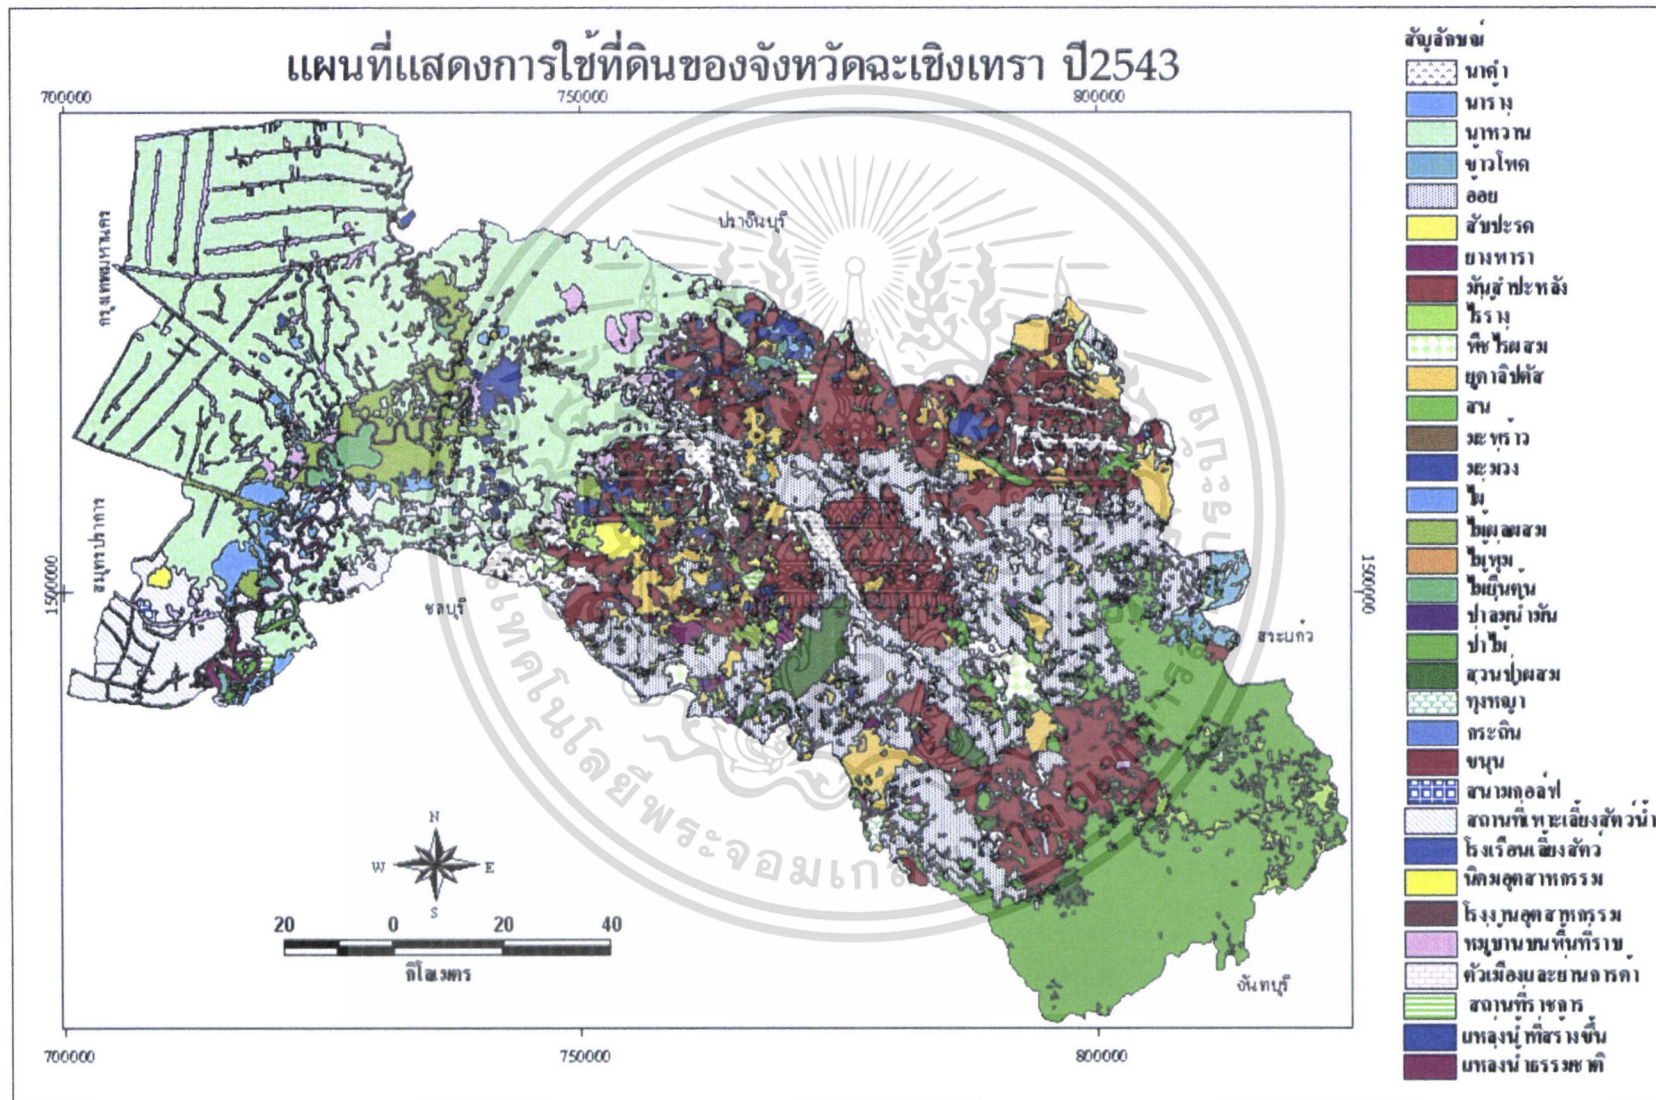 แผนที่แสดงการใช้ที่ดินของจังหวัดฉะเชิงเทรา ปี2543
700000
750000
800000
กรุงเทพมหานคร
ปราจีนบุรี
สมุทรปราการ
1500000
ชลบุรี
1500000
สระแก้ว
จันทบุรี
N
W
E
S
20
0
20
40
กิโลเมตร
700000
750000
800000
สัญลักษณ์
นาดำ
นาร้าง
นาหว่าน
ข้าวโพด
อ้อย
สับปะรด
ยางพารา
มันสำปะหลัง
ไร่ร้าง
พืชไร่ผสม
ยูคาลิปตัส
สน
มะพร้าว
มะม่วง
ไผ่
ไม้ผลผสม
ไม้พุ่ม
ไม้ยืนต้น
ปาล์มน้ำมัน
ป่าไม้
สวนป่าผสม
ทุ่งหญ้า
กระถิน
ขนุน
สนามกอล์ฟ
สถานที่เพาะเลี้ยงสัตว์น้ำ
โรงเรือนเลี้ยงสัตว์
นิคมอุตสาหกรรม
โรงงานอุตสาหกรรม
หมู่บ้านบนพื้นที่ราบ
ตัวเมืองและย่านการค้า
สถานที่ราชการ
แหล่งน้ำที่สร้างขึ้น
แหล่งน้ำธรรมชาติ